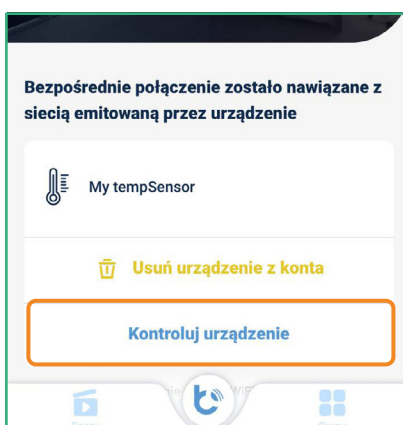 Bezpośrednie połączenie zostało nawiązane z
siecią emitowaną przez urządzenie
My tempSensor
Usuń urządzenie z konta
Kontroluj urządzenie